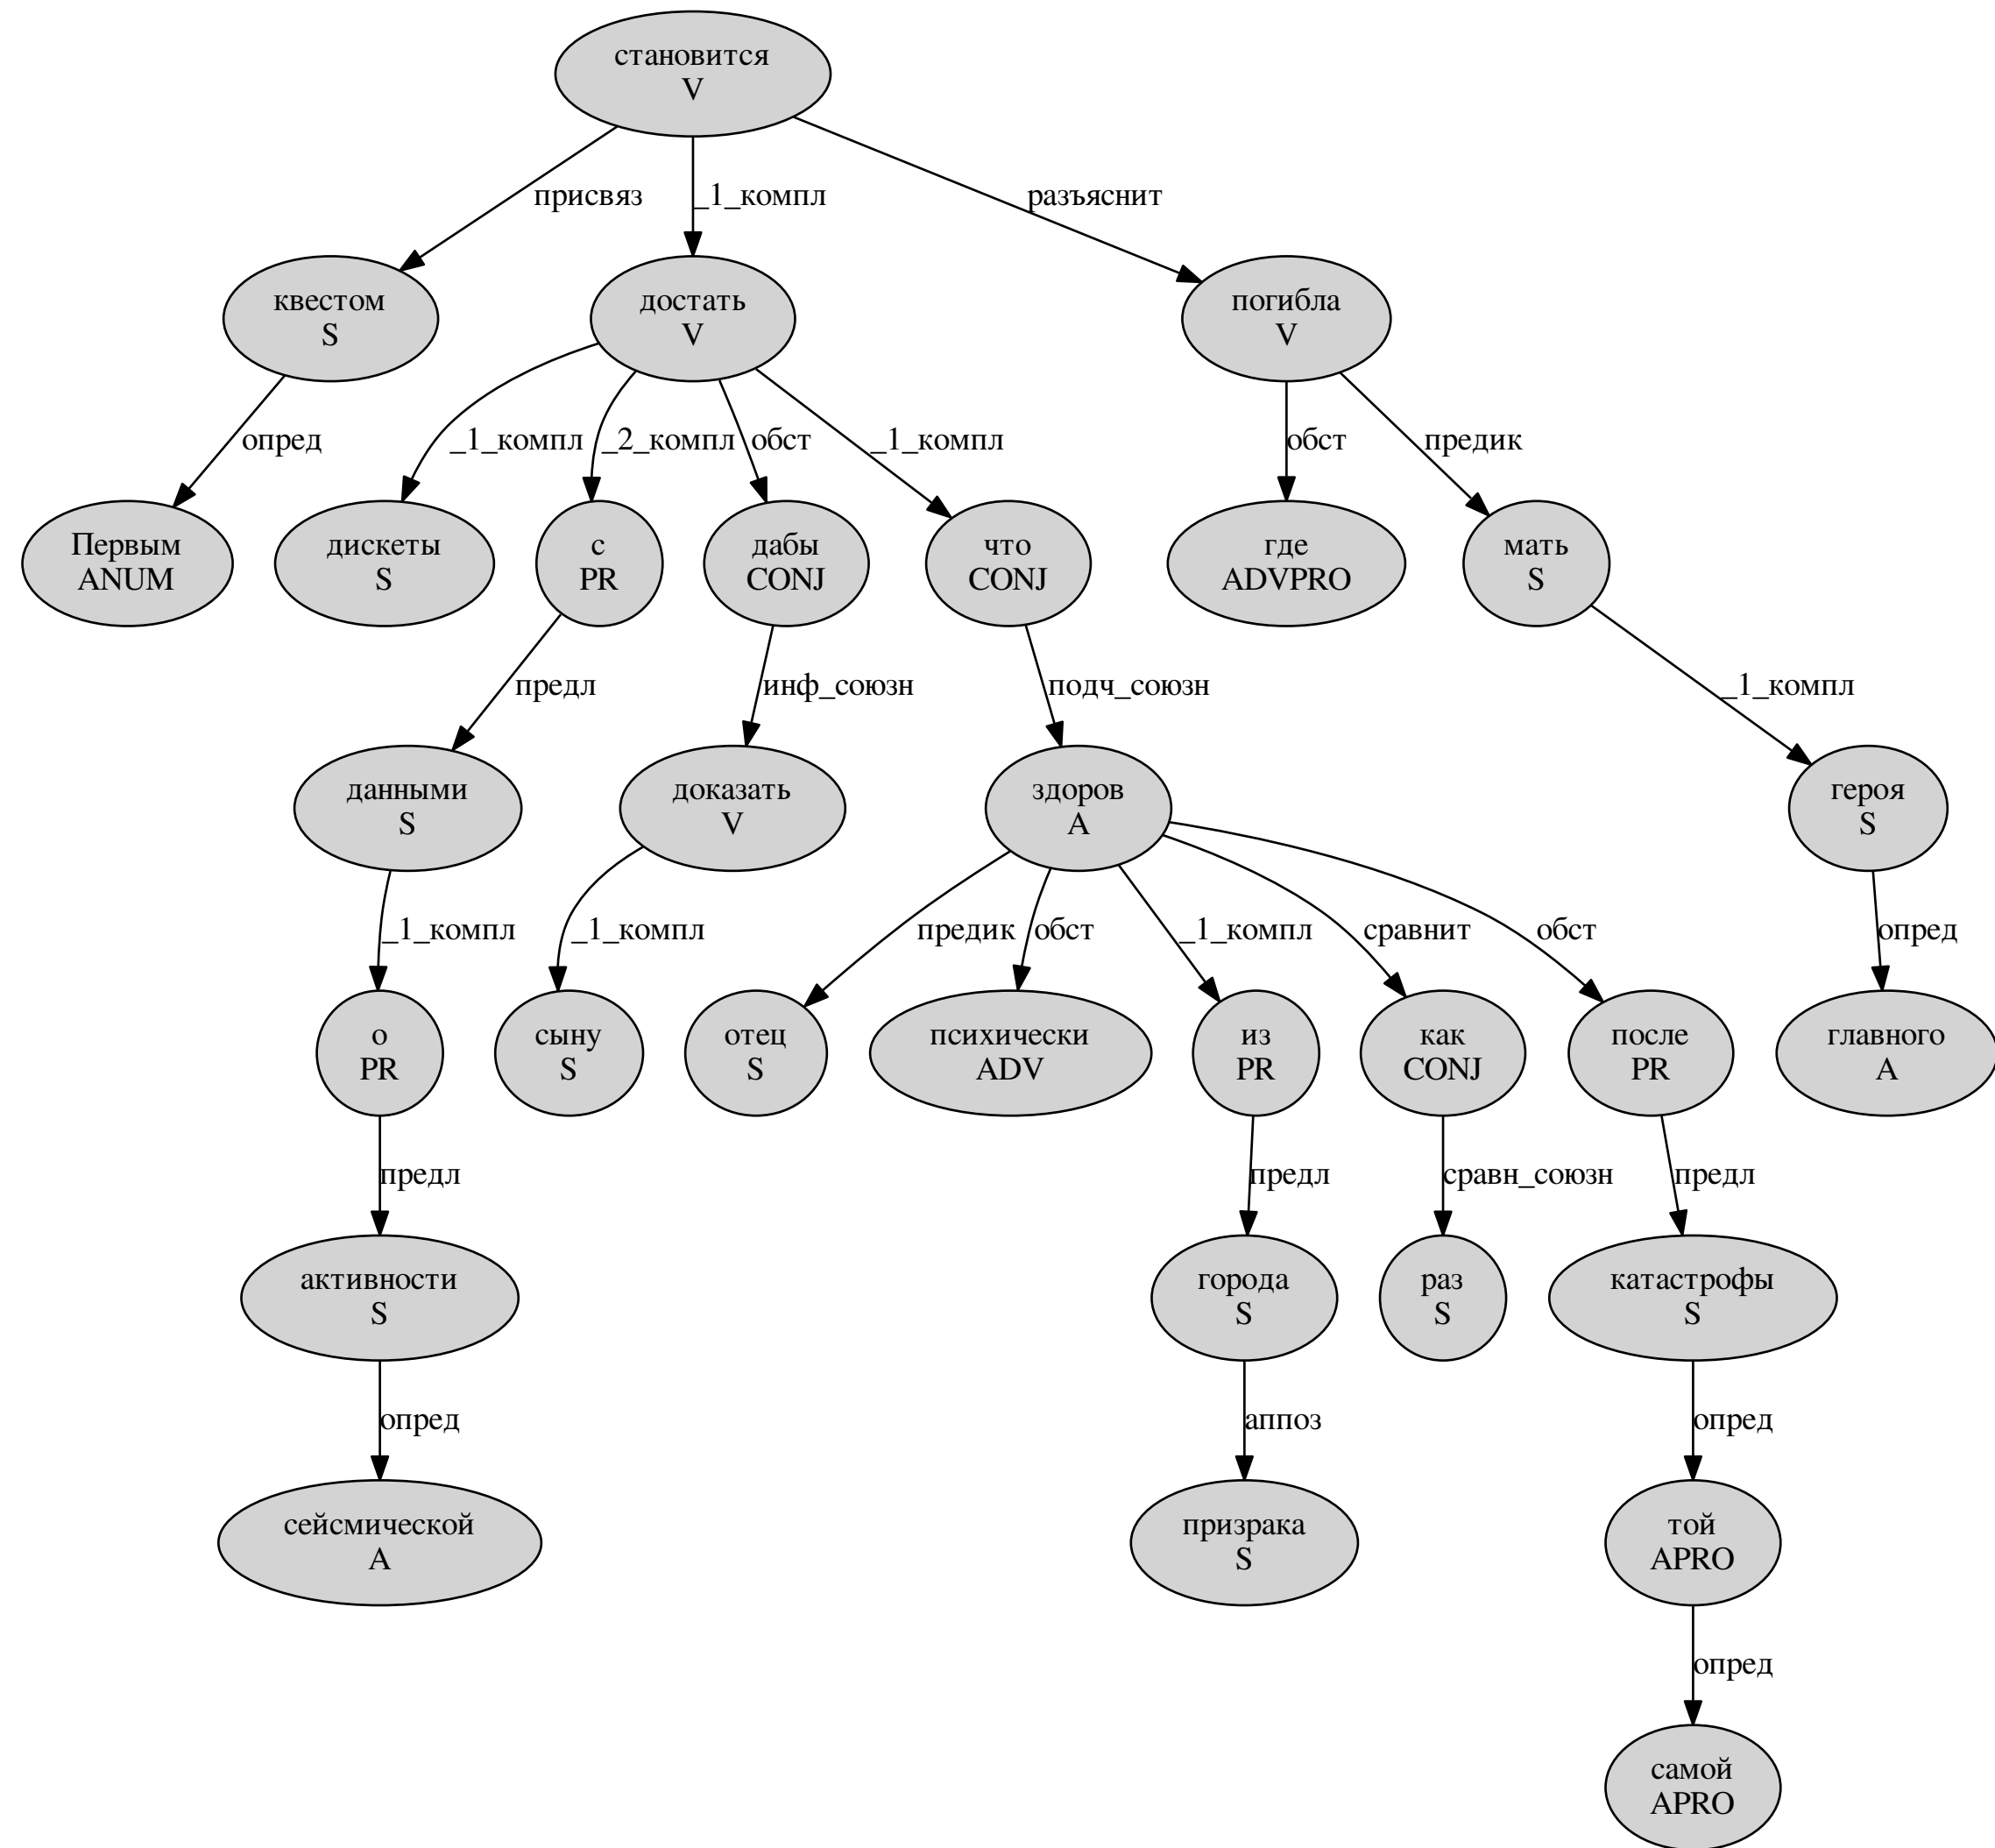 становится
V
присвяз
_1_компл
разъяснит
квестом
S
достать
V
погибла
V
опред
_1_компл
_2_компл
обст
_1_компл
обст
предик
Первым
ANUM
дискеты
S
с
PR
дабы
CONJ
что
CONJ
где
ADVPRO
мать
S
предл
инф_союзн
подч_союзн
_1_компл
данными
S
доказать
V
здоров
A
героя
S
_1_компл
_1_компл
предик
обст
_1_компл
сравнит
обст
опред
о
PR
сыну
S
отец
S
психически
ADV
из
PR
как
CONJ
после
PR
главного
A
предл
предл
сравн_союзн
предл
активности
S
города
S
раз
S
катастрофы
S
опред
аппоз
опред
сейсмической
A
призрака
S
той
APRO
опред
самой
APRO